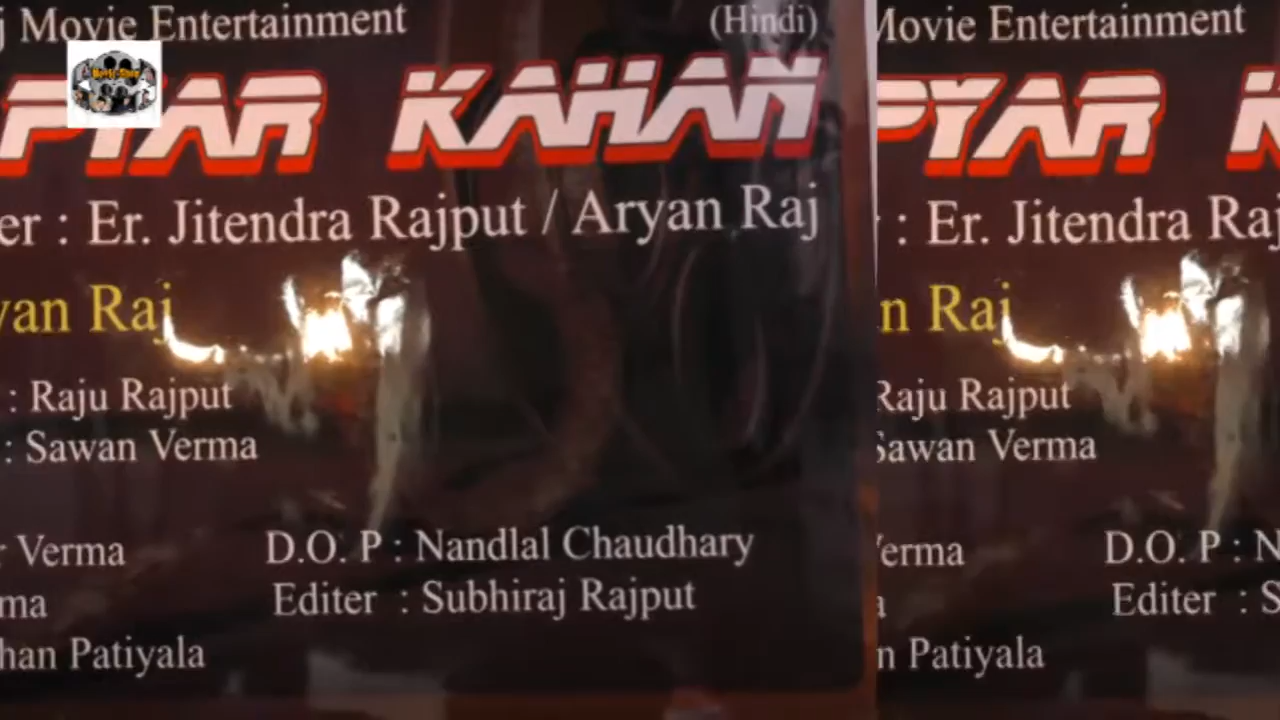 j Movie Entertainment (Hindi) Movie Entertainment
PYAR KAHAN PYAR
er : Er. Jitendra Rajput / Aryan Raj : Er. Jitendra Raj
yan Raj n Raj
: Raju Rajput Raju Rajput
: Sawan Verma Sawan Verma
r Verma D.O. P : Nandlal Chaudhary Verma D.O. P : N
ma Editer : Subhiraj Rajput Editer : S
han Patiyala n Patiyala